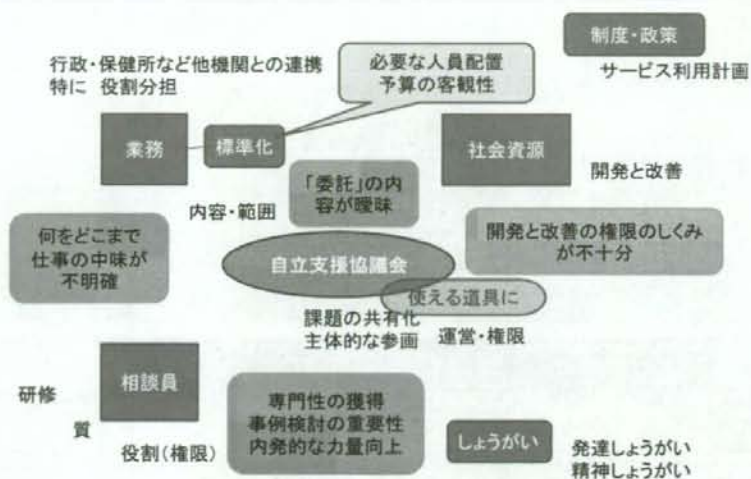 制度・政策
サービス利用計画
行政・保健所など他機関との連携
特に 役割分担
必要な人員配置
予算の客観性
業務
標準化
社会資源
開発と改善
「委託」の内
容が曖昧
内容・範囲
何をどこまで
仕事の中味が
不明確
開発と改善の権限のしくみ
が不十分
自立支援協議会
使える道具に
課題の共有化
主体的な参画
運営・権限
相談員
研修
質
役割(権限)
専門性の獲得
事例検討の重要性
内発的な力量向上
しょうがい
発達しょうがい
精神しょうがい